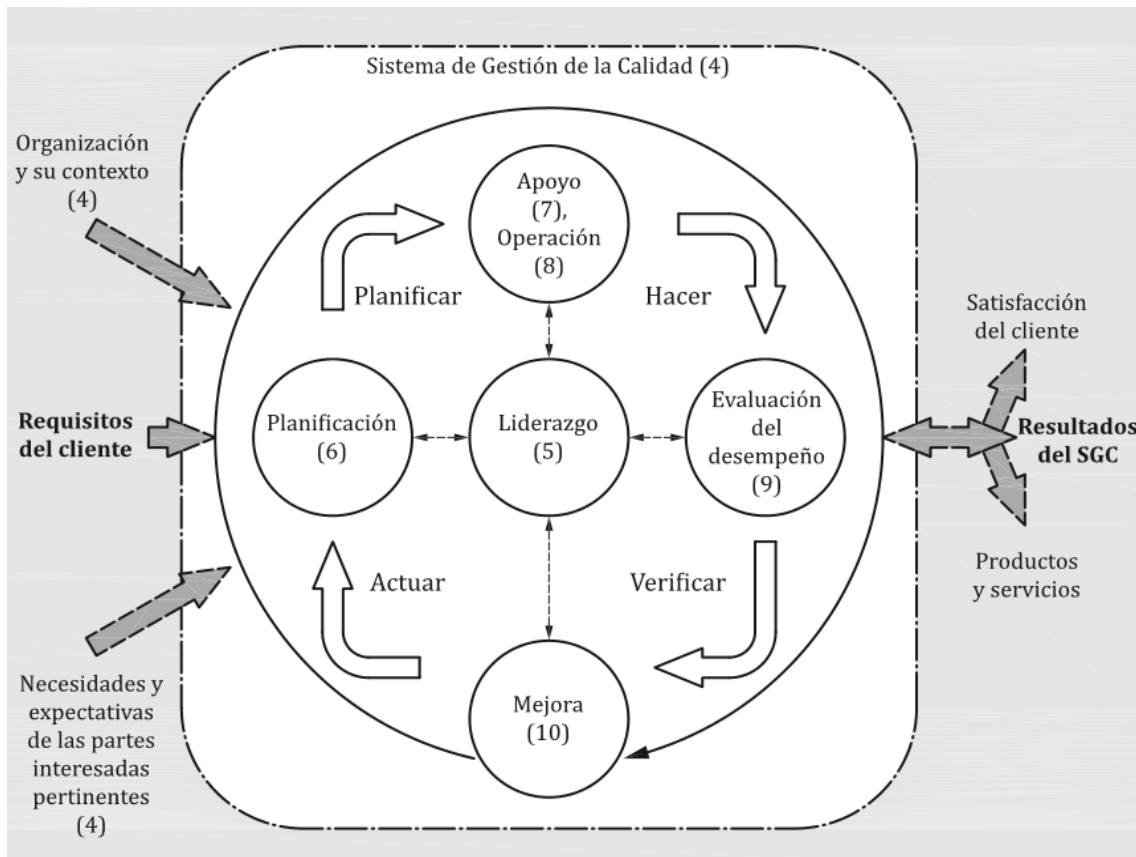 Sistema de Gestión de la Calidad (4)
Organización
y su contexto
(4)
Apoyo
(7),
Operación
(8)
Planificar
Hacer
Satisfacción
del cliente
Requisitos
del cliente
Planificación
(6)
Liderazgo
(5)
Evaluación
del
desempeño
(9)
Resultados
del SGC
Actuar
Verificar
Productos
y servicios
Necesidades y
expectativas
de las partes
interesadas
pertinentes
(4)
Mejora
(10)